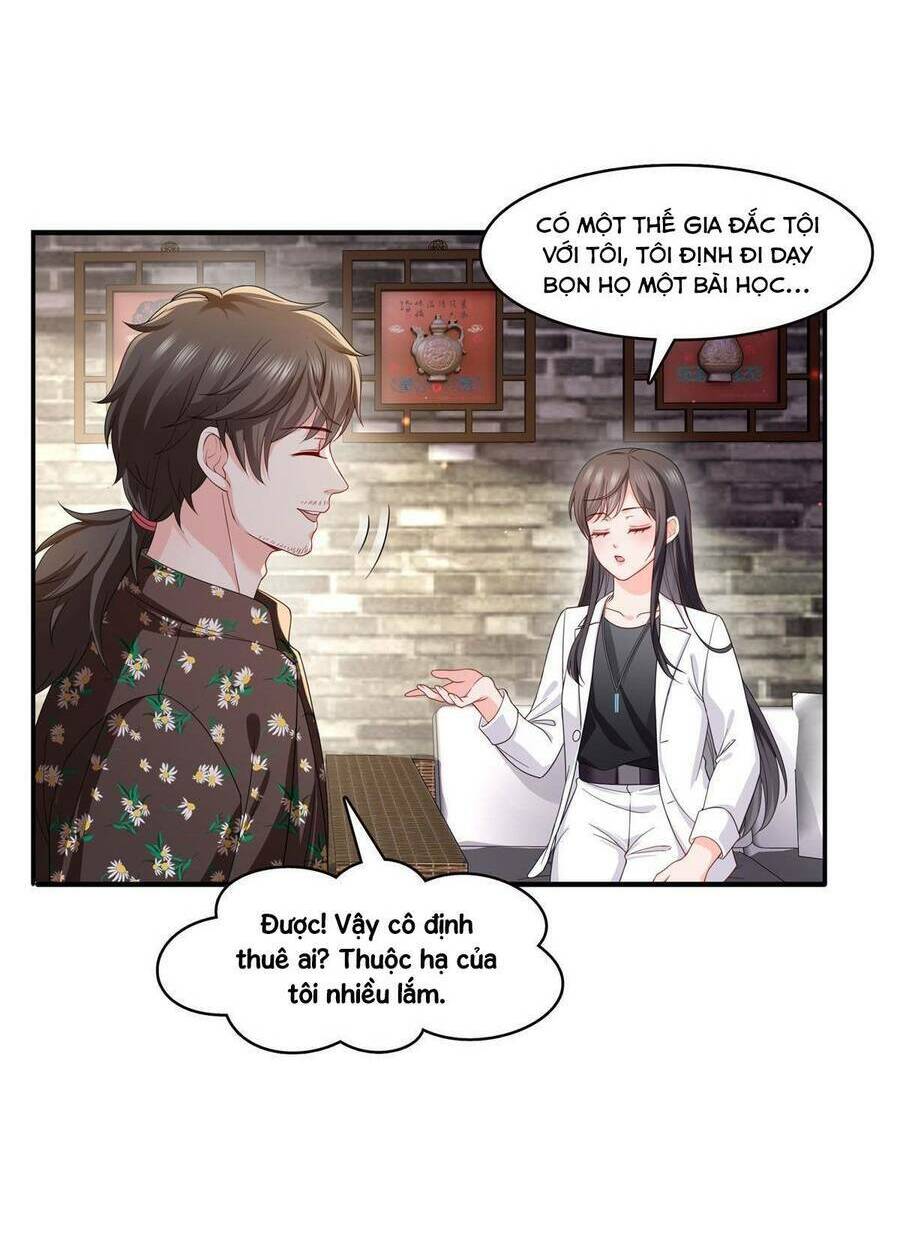 CÓ MỘT THẾ GIA ĐẮC TỘI
VỚI TÔI, TÔI ĐỊNH ĐI DẠY
BỌN HỌ MỘT BÀI HỌC...
Được! Vậy cô định
thuê ai? Thuộc hạ của
tôi nhiều lắm.